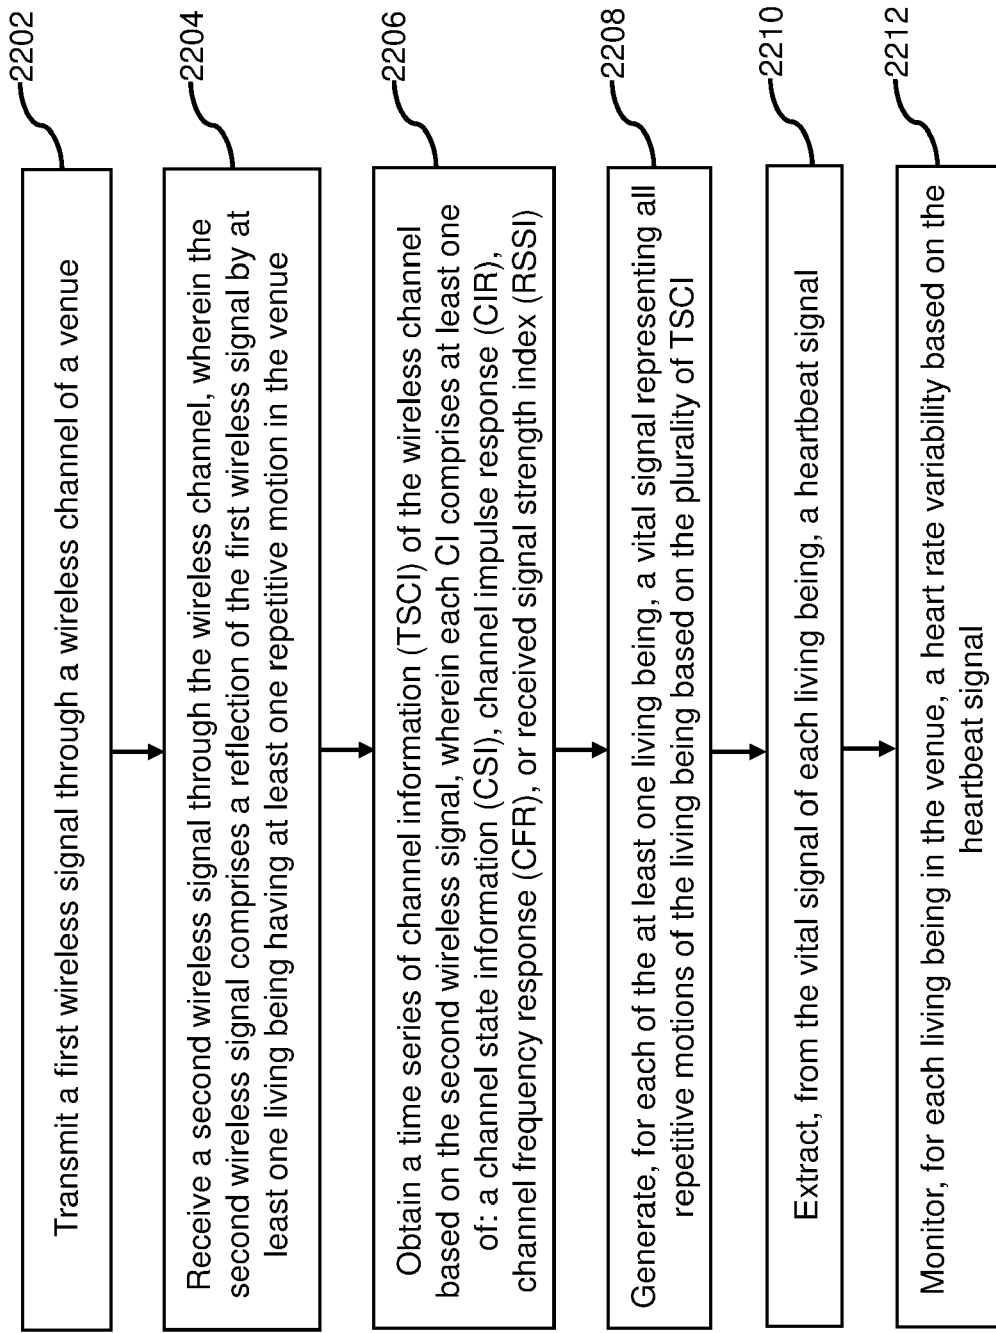 Transmit a first wireless signal through a wireless channel of a venue
2202
Receive a second wireless signal through the wireless channel, wherein the
second wireless signal comprises a reflection of the first wireless signal by at
least one living being having at least one repetitive motion in the venue
2204
Obtain a time series of channel information (TSCI) of the wireless channel
based on the second wireless signal, wherein each CI comprises at least one
of: a channel state information (CSI), channel impulse response (CIR),
channel frequency response (CFR), or received signal strength index (RSSI)
2206
Generate, for each of the at least one living being, a vital signal representing all
repetitive motions of the living being based on the plurality of TSCI
2208
Extract, from the vital signal of each living being, a heartbeat signal
2210
Monitor, for each living being in the venue, a heart rate variability based on the
heartbeat signal
2212